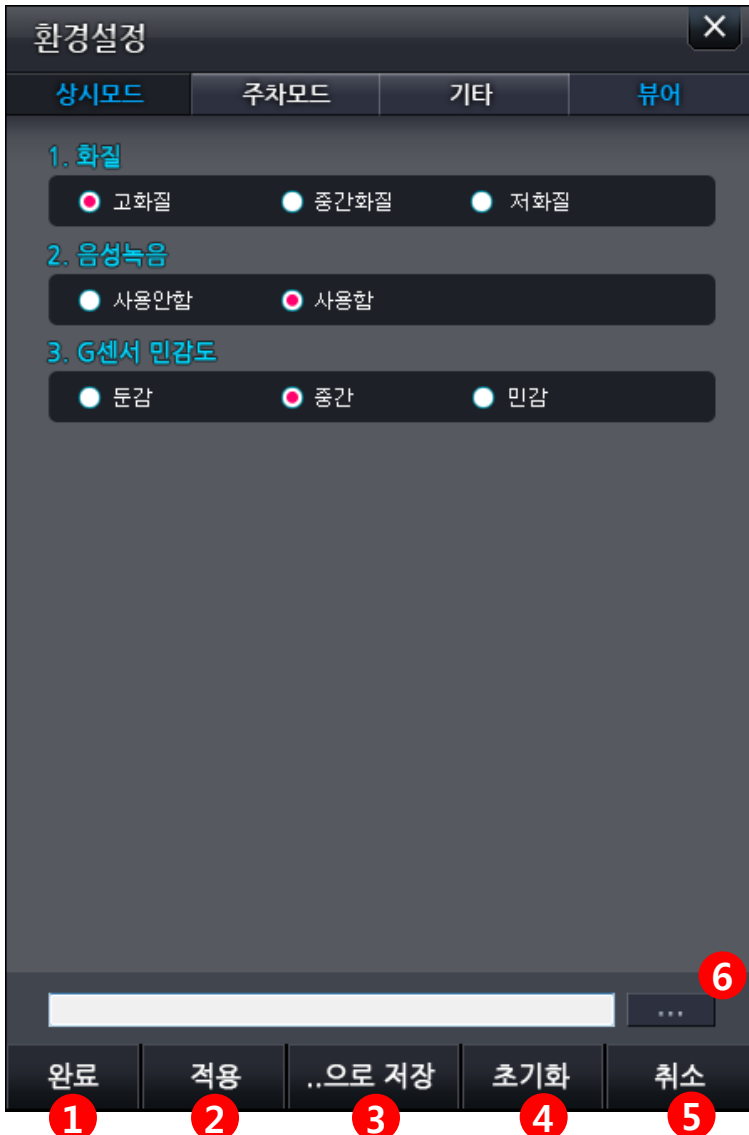 환경설정
상시모드 주차모드 기타 뷰어
1. 화질
고화질 중간화질 저화질
2. 음성녹음
사용안함 사용함
3. G센서 민감도
둔감 중간 민감
6
...
완료 적용 ..으로 저장 초기화 취소
1 2 3 4 5